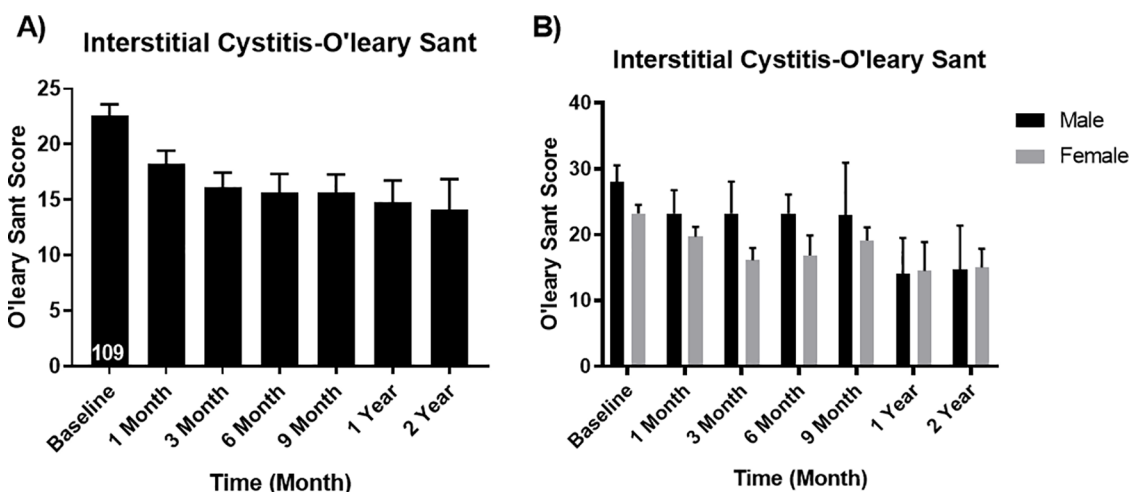 A)
Interstitial Cystitis-O'leary Sant
O'leary Sant Score
25
20
15
10
5
0
109
Baseline
1 Month
3 Month
6 Month
9 Month
1 Year
2 Year
Time (Month)
B)
Interstitial Cystitis-O'leary Sant
O'leary Sant Score
40
30
20
10
0
Baseline
1 Month
3 Month
6 Month
9 Month
1 Year
2 Year
Time (Month)
Male
Female